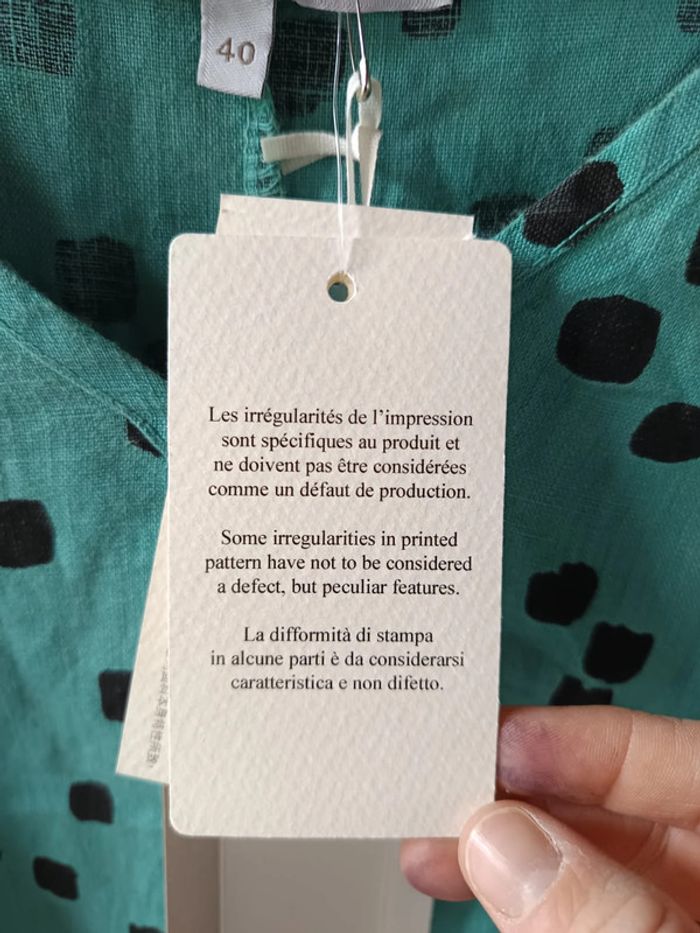 40
Les irrégularités de l’impression
sont spécifiques au produit et
ne doivent pas être considérées
comme un défaut de production.
Some irregularities in printed
pattern have not to be considered
a defect, but peculiar features.
La difformità di stampa
in alcune parti è da considerarsi
caratteristica e non difetto.